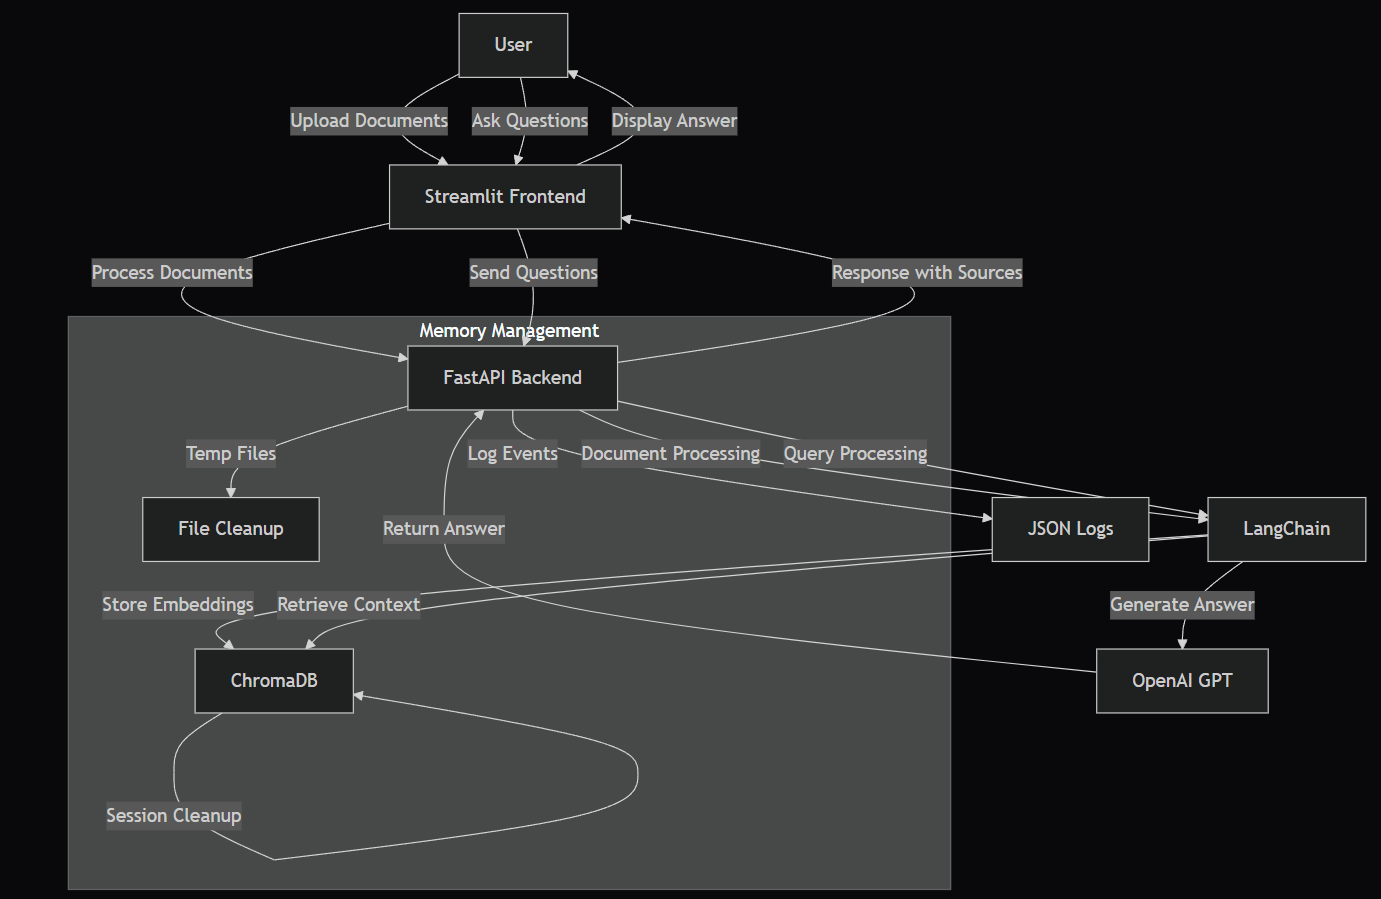 User
Upload Documents
Ask Questions
Display Answer
Streamlit Frontend
Process Documents
Send Questions
Response with Sources
Memory Management
FastAPI Backend
Temp Files
Log Events
Document Processing
Query Processing
File Cleanup
Return Answer
JSON Logs
LangChain
Store Embeddings
Retrieve Context
Generate Answer
ChromaDB
OpenAI GPT
Session Cleanup